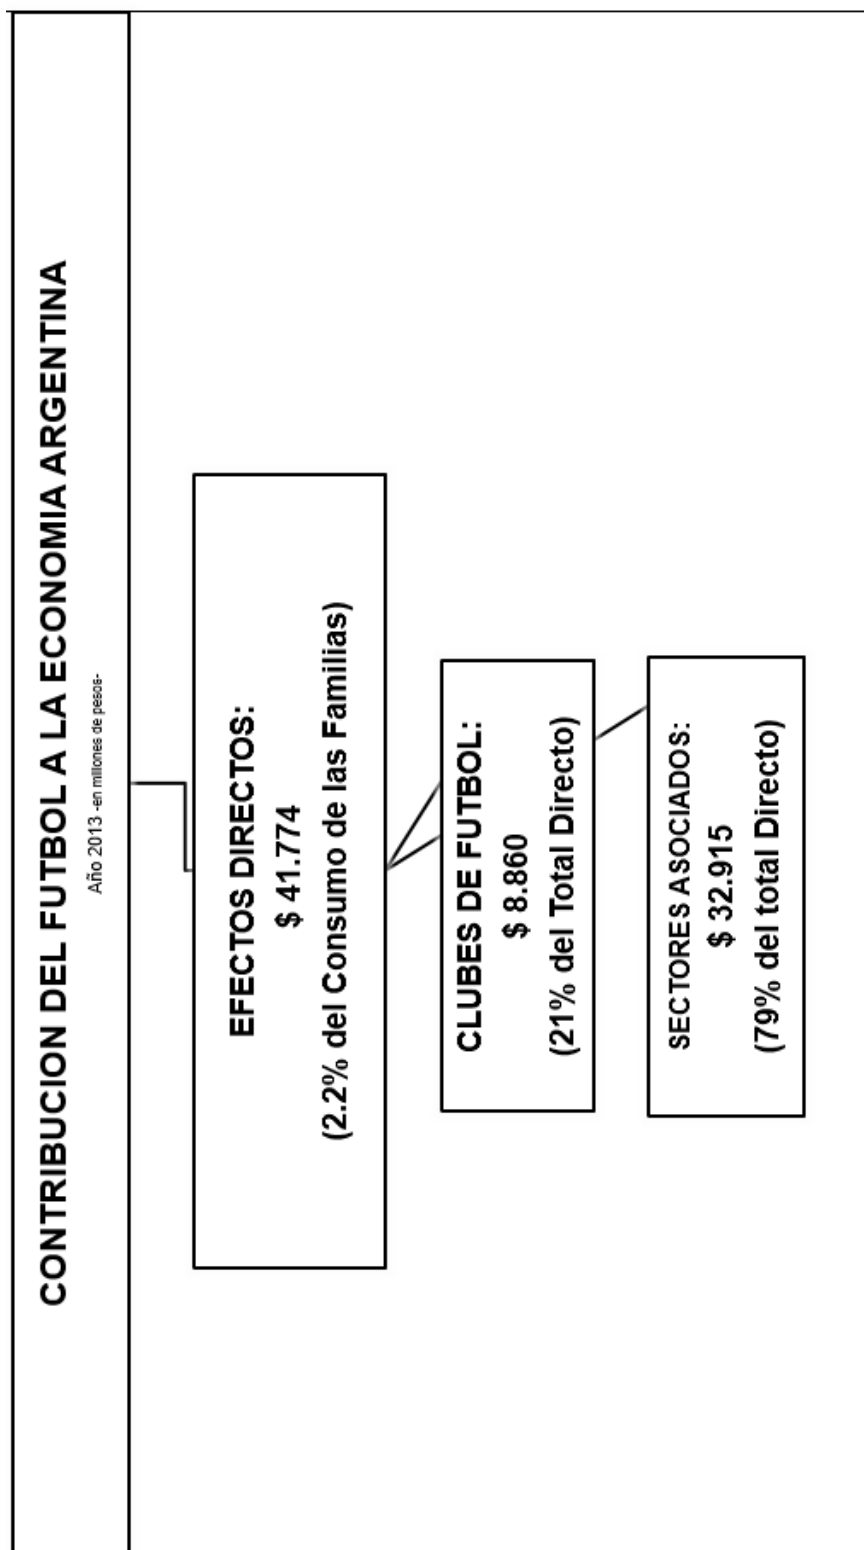 CONTRIBUCION DEL FUTBOL A LA ECONOMIA ARGENTINA
Año 2013 -en millones de pesos-
EFECTOS DIRECTOS:
$ 41.774
(2.2% del Consumo de las Familias)
CLUBES DE FUTBOL:
$ 8.860
(21% del Total Directo)
SECTORES ASOCIADOS:
$ 32.915
(79% del total Directo)